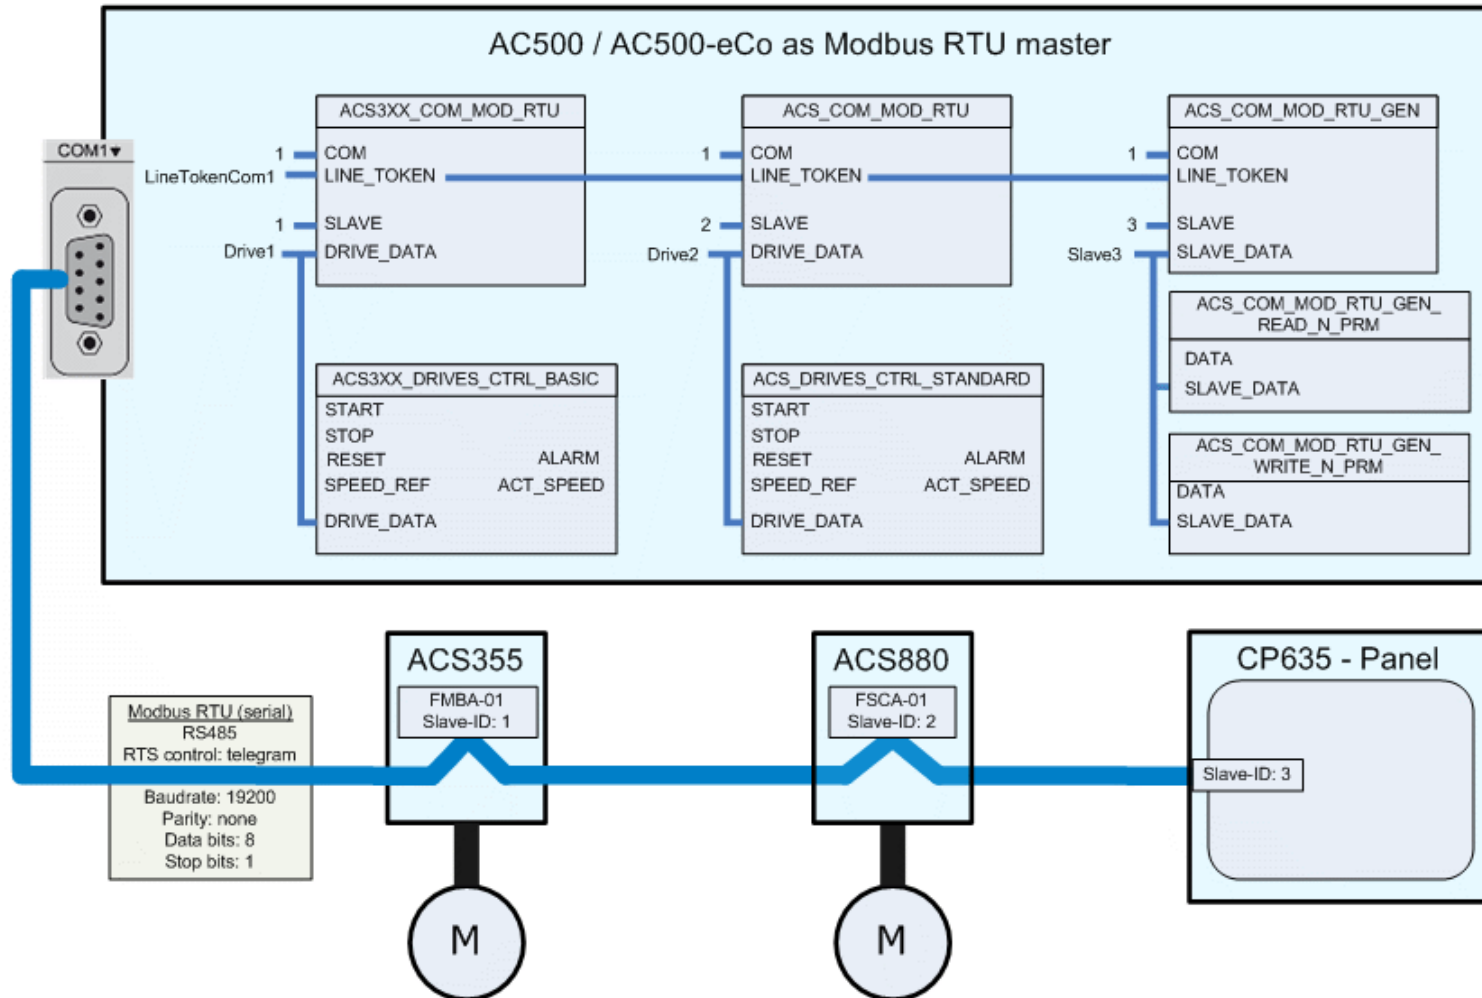 AC500 / AC500-eCo as Modbus RTU master
COM1▼
ACS3XX_COM_MOD_RTU
1 COM
LineTokenCom1 LINE_TOKEN
1 SLAVE
Drive1 DRIVE_DATA
ACS_COM_MOD_RTU
1 COM
LINE_TOKEN
2 SLAVE
Drive2 DRIVE_DATA
ACS_COM_MOD_RTU_GEN
1 COM
LINE_TOKEN
3 SLAVE
Slave3 SLAVE_DATA
ACS_COM_MOD_RTU_GEN_
READ_N_PRM
DATA
SLAVE_DATA
ACS3XX_DRIVES_CTRL_BASIC
START
STOP
RESET ALARM
SPEED_REF ACT_SPEED
DRIVE_DATA
ACS_DRIVES_CTRL_STANDARD
START
STOP
RESET ALARM
SPEED_REF ACT_SPEED
DRIVE_DATA
ACS_COM_MOD_RTU_GEN_
WRITE_N_PRM
DATA
SLAVE_DATA
Modbus RTU (serial)
RS485
RTS control: telegram
Baudrate: 19200
Parity: none
Data bits: 8
Stop bits: 1
ACS355
FMBA-01
Slave-ID: 1
M
ACS880
FSCA-01
Slave-ID: 2
M
CP635 - Panel
Slave-ID: 3